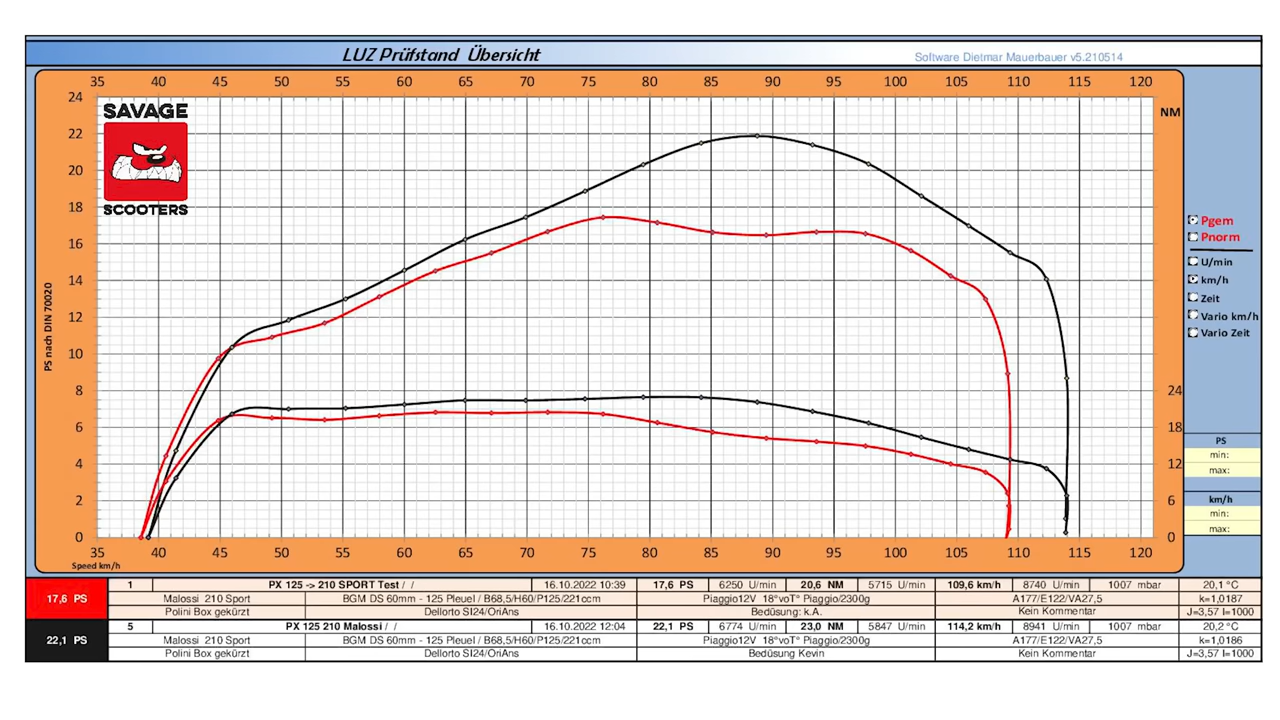 LUZ Prüfstand Übersicht
Software Dietmar Mauerbauer v5.210514
35 40 45 50 55 60 65 70 75 80 85 90 95 100 105 110 115 120
24
22
20
18
16
14
12
10
8
6
4
2
0
PS nach DIN 70020
SAVAGE
SCOOTERS
NM
24
18
12
6
0
35 40 45 50 55 60 65 70 75 80 85 90 95 100 105 110 115 120
Speed km/h
Pgem
Pnorm
U/min
km/h
Zeit
Vario km/h
Vario Zeit
PS
min:
max:
km/h
min:
max:
17,6 PS
1 PX 125 -> 210 SPORT Test / / 16.10.2022 10:39 17,6 PS 6250 U/min 20,6 NM 5715 U/min 109,6 km/h 8740 U/min 1007 mbar 20,1 °C
Malossi 210 Sport BGM DS 60mm - 125 Pleuel / B68,5/H60/P125/221ccm Piaggio12V 18°voT° Piaggio/2300g A177/E122/VA27,5 k=1,0187
Polini Box gekürzt Dellorto SI24/OriAns Bedüsung: k.A. Kein Kommentar J=3,57 I=1000
22,1 PS
5 PX 125 210 Malossi / / 16.10.2022 12:04 22,1 PS 6774 U/min 23,0 NM 5847 U/min 114,2 km/h 8941 U/min 1007 mbar 20,2 °C
Malossi 210 Sport BGM DS 60mm - 125 Pleuel / B68,5/H60/P125/221ccm Piaggio12V 18°voT° Piaggio/2300g A177/E122/VA27,5 k=1,0186
Polini Box gekürzt Dellorto SI24/OriAns Bedüsung Kevin Kein Kommentar J=3,57 I=1000